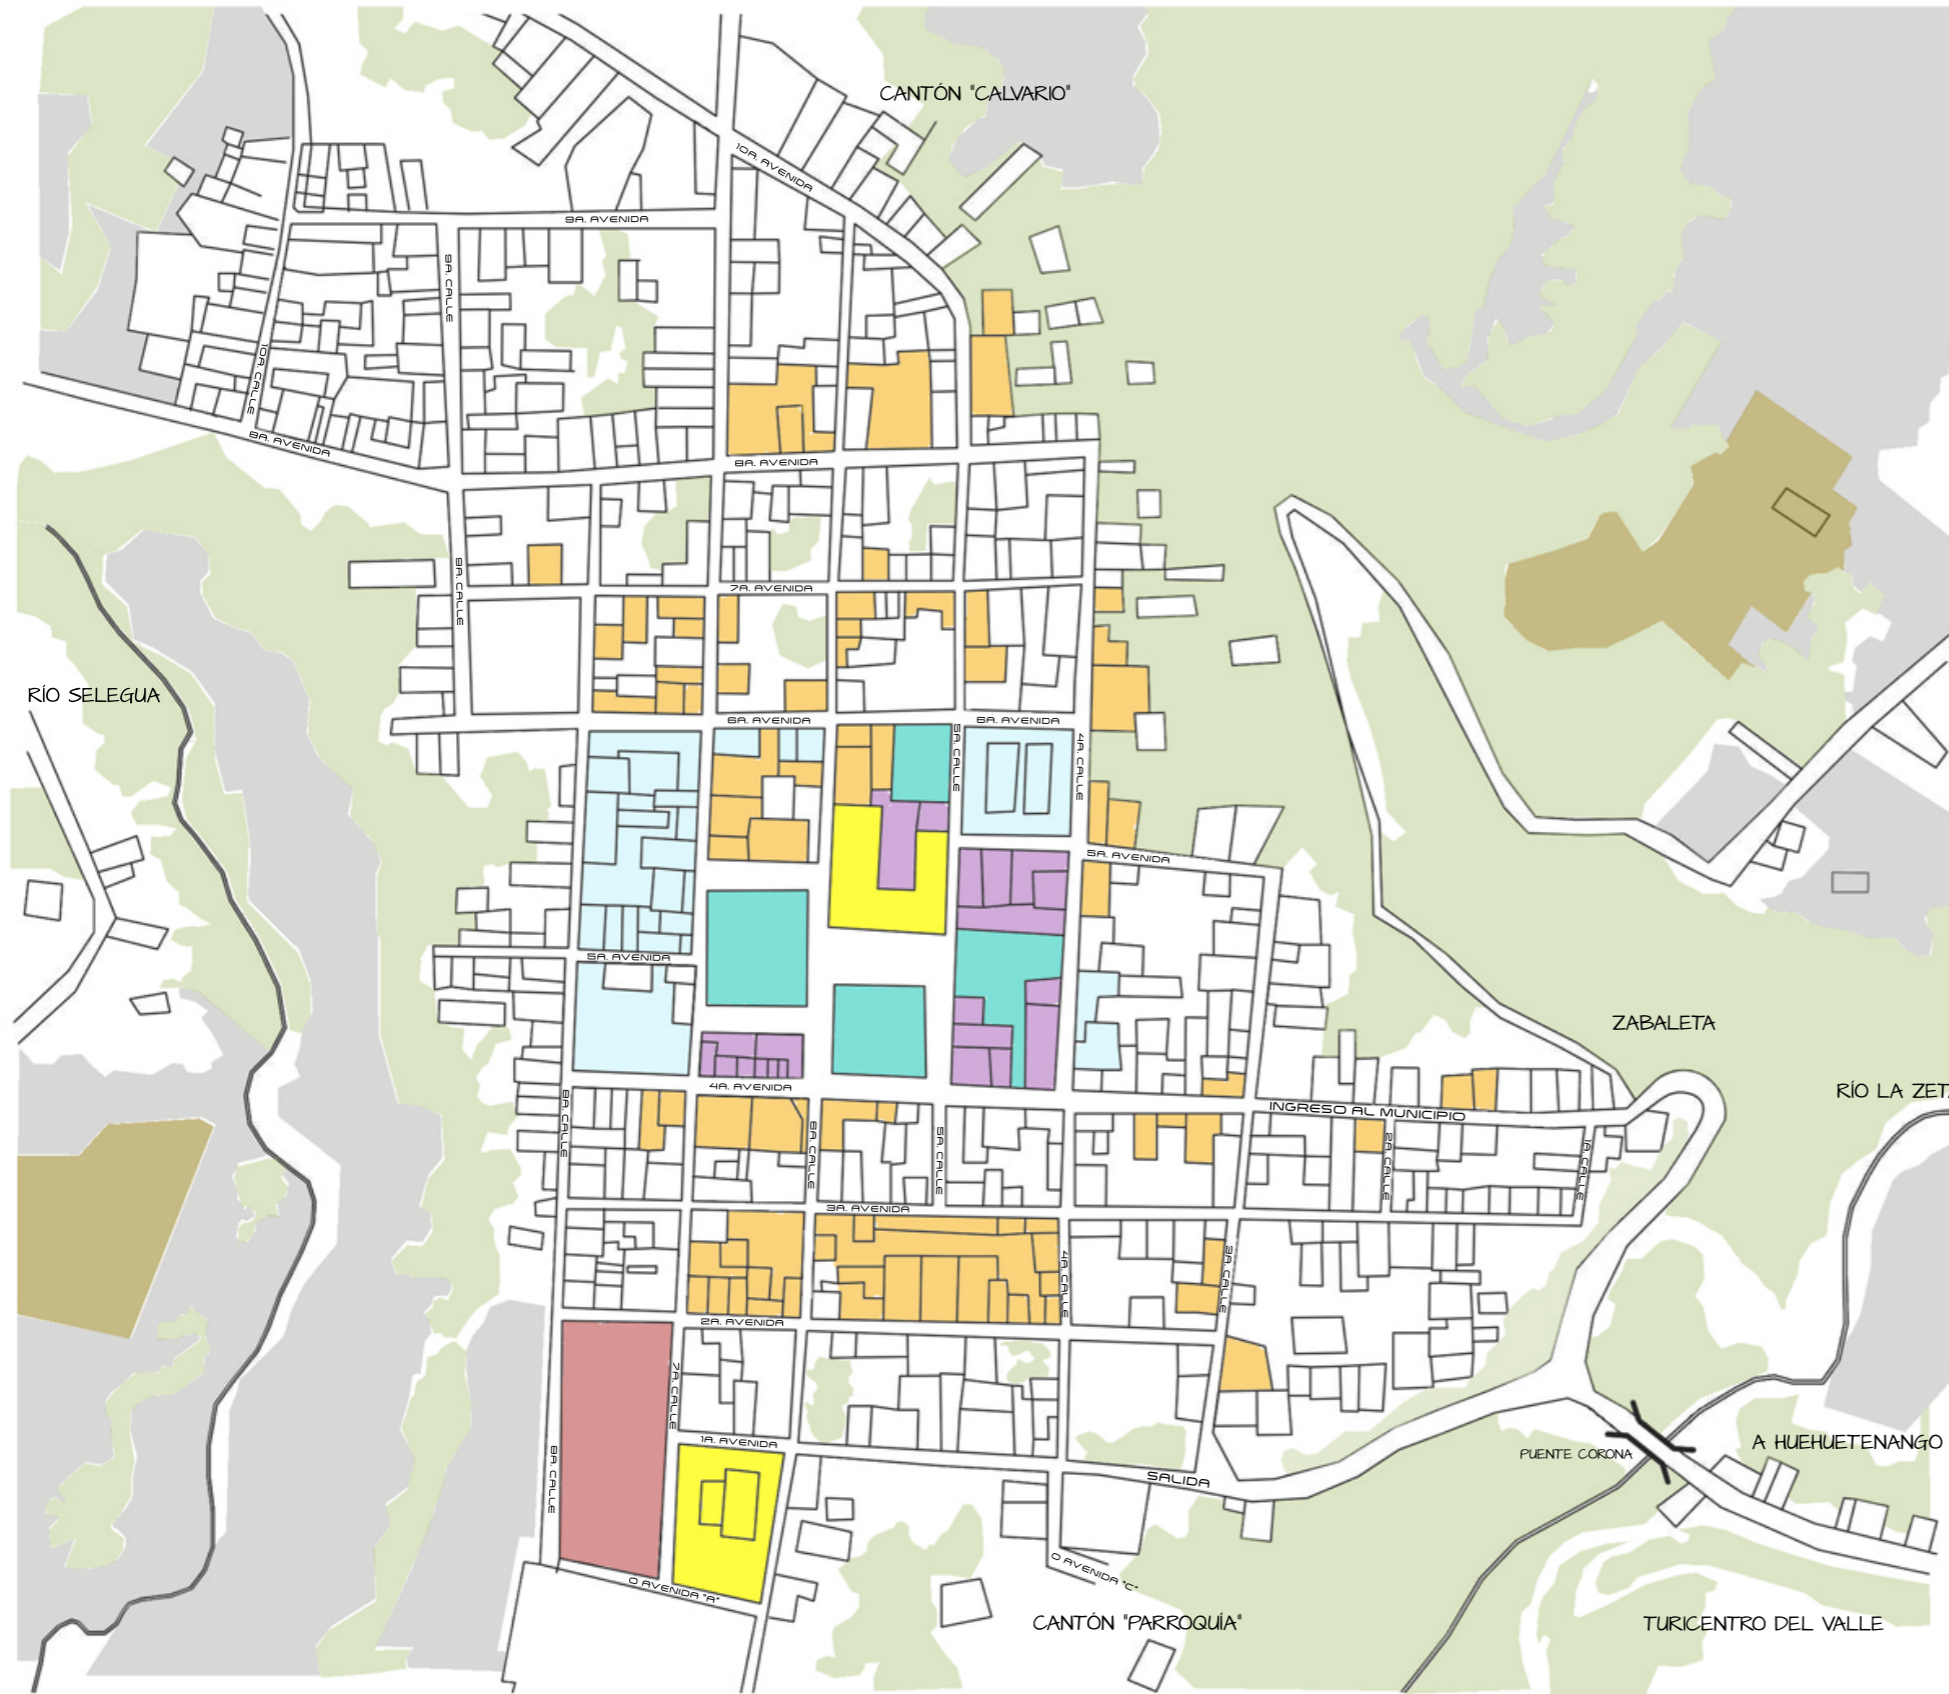 CANTÓN "CALVARIO"
10A. AVENIDA
9A. AVENIDA
9A. CALLE
10A. CALLE
8A. AVENIDA
8A. AVENIDA
9A. CALLE
7A. AVENIDA
RÍO SELEGUA
6A. AVENIDA
6A. AVENIDA
5A. CALLE
4A. CALLE
5A. AVENIDA
5A. AVENIDA
ZABALETA
4A. AVENIDA
RÍO LA ZETA
INGRESO AL MUNICIPIO
8A. CALLE
6A. CALLE
5A. CALLE
2A. CALLE
1A. CALLE
3A. AVENIDA
4A. CALLE
3A. CALLE
2A. AVENIDA
7A. CALLE
1A. AVENIDA
A HUEHUETENANGO
PUENTE CORONA
SALIDA
8A. CALLE
O AVENIDA "C"
O AVENIDA "A"
CANTÓN "PARROQUÍA"
TURICENTRO DEL VALLE